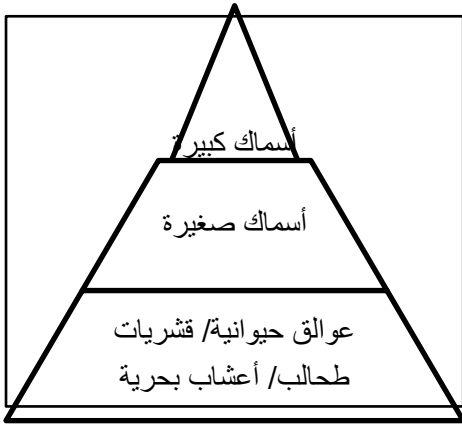 أسماك كبيرة
أسماك صغيرة
عوالق حيوانية/ قشريات
طحالب/ أعشاب بحرية